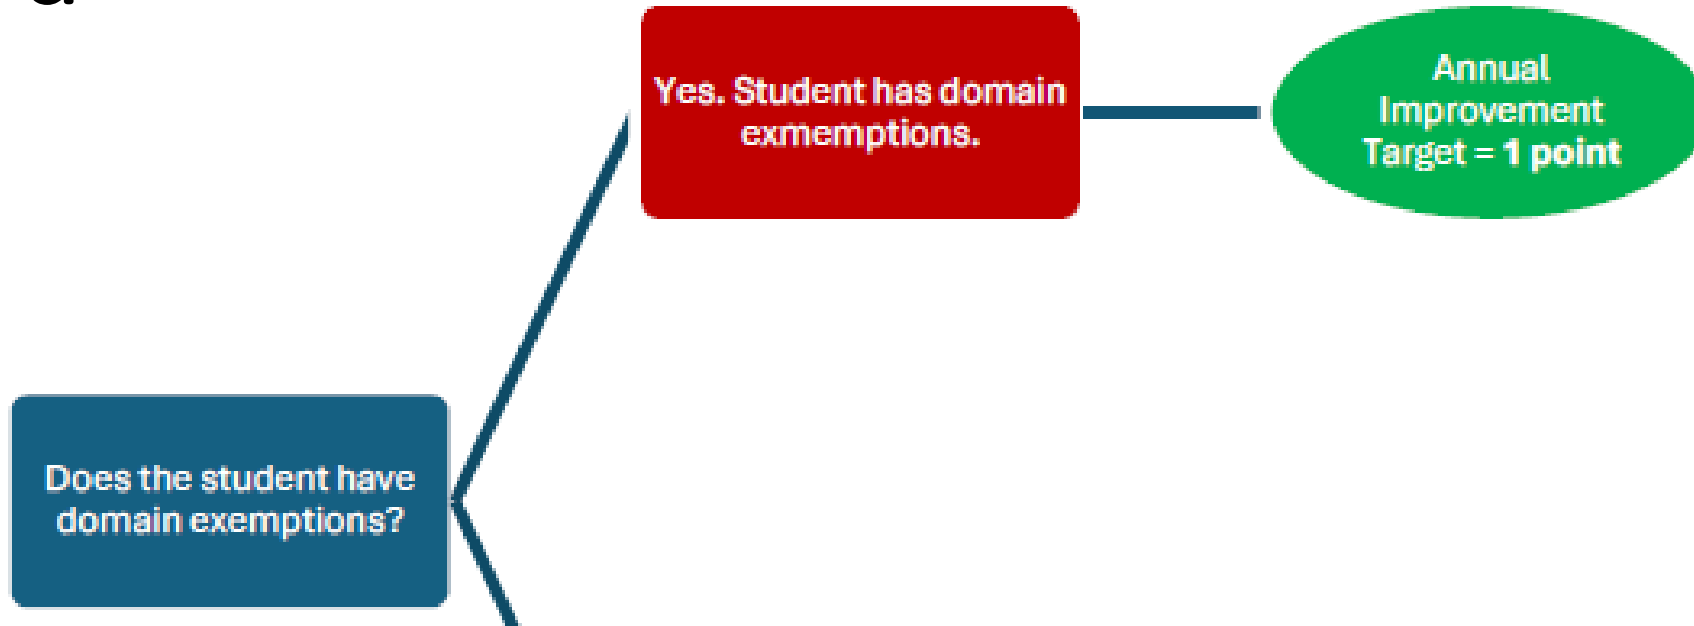 Yes. Student has domain
exmemptions.
Annual
Improvement
Target = 1 point
Does the student have
domain exemptions?